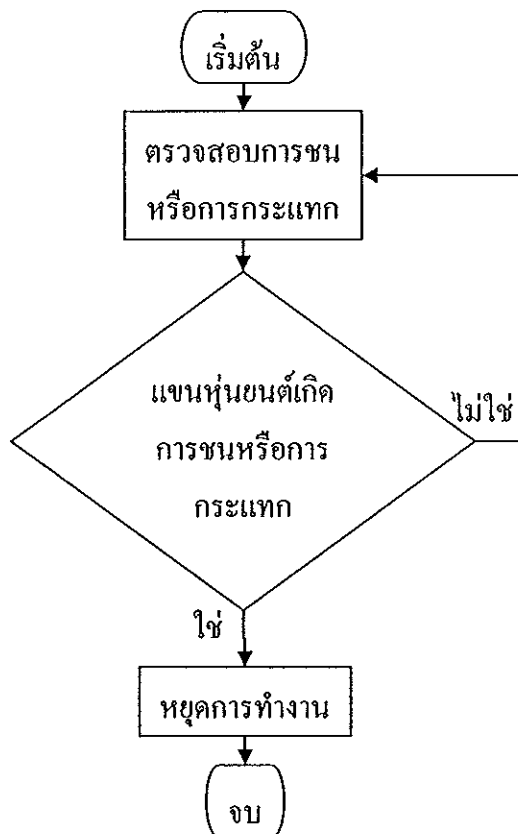 เริ่มต้น
ตรวจสอบการชน
หรือการกระแทก
แขนหุ่นยนต์เกิด
การชนหรือการ
กระแทก
ไม่ใช่
ใช่
หยุดการทำงาน
จบ